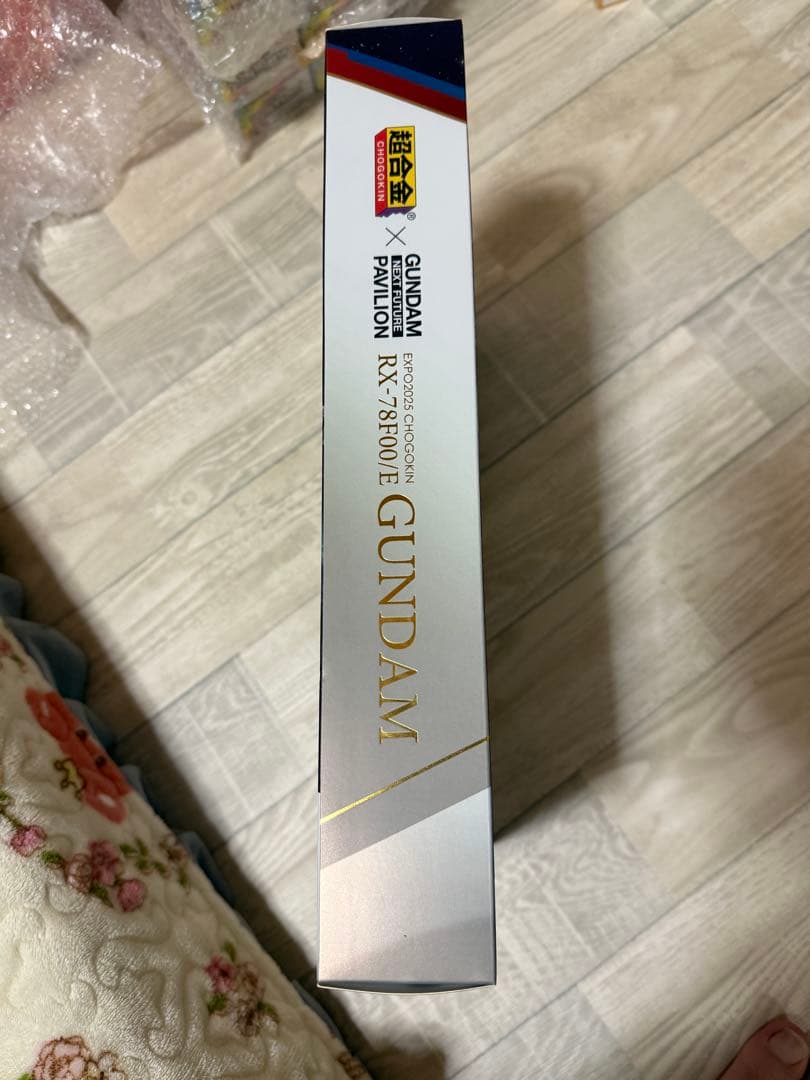 超合金
CHOGOKIN
®
×
GUNDAM
NEXT FUTURE
PAVILION
EXPO2025 CHOGOKIN
RX-78F00/E GUNDAM